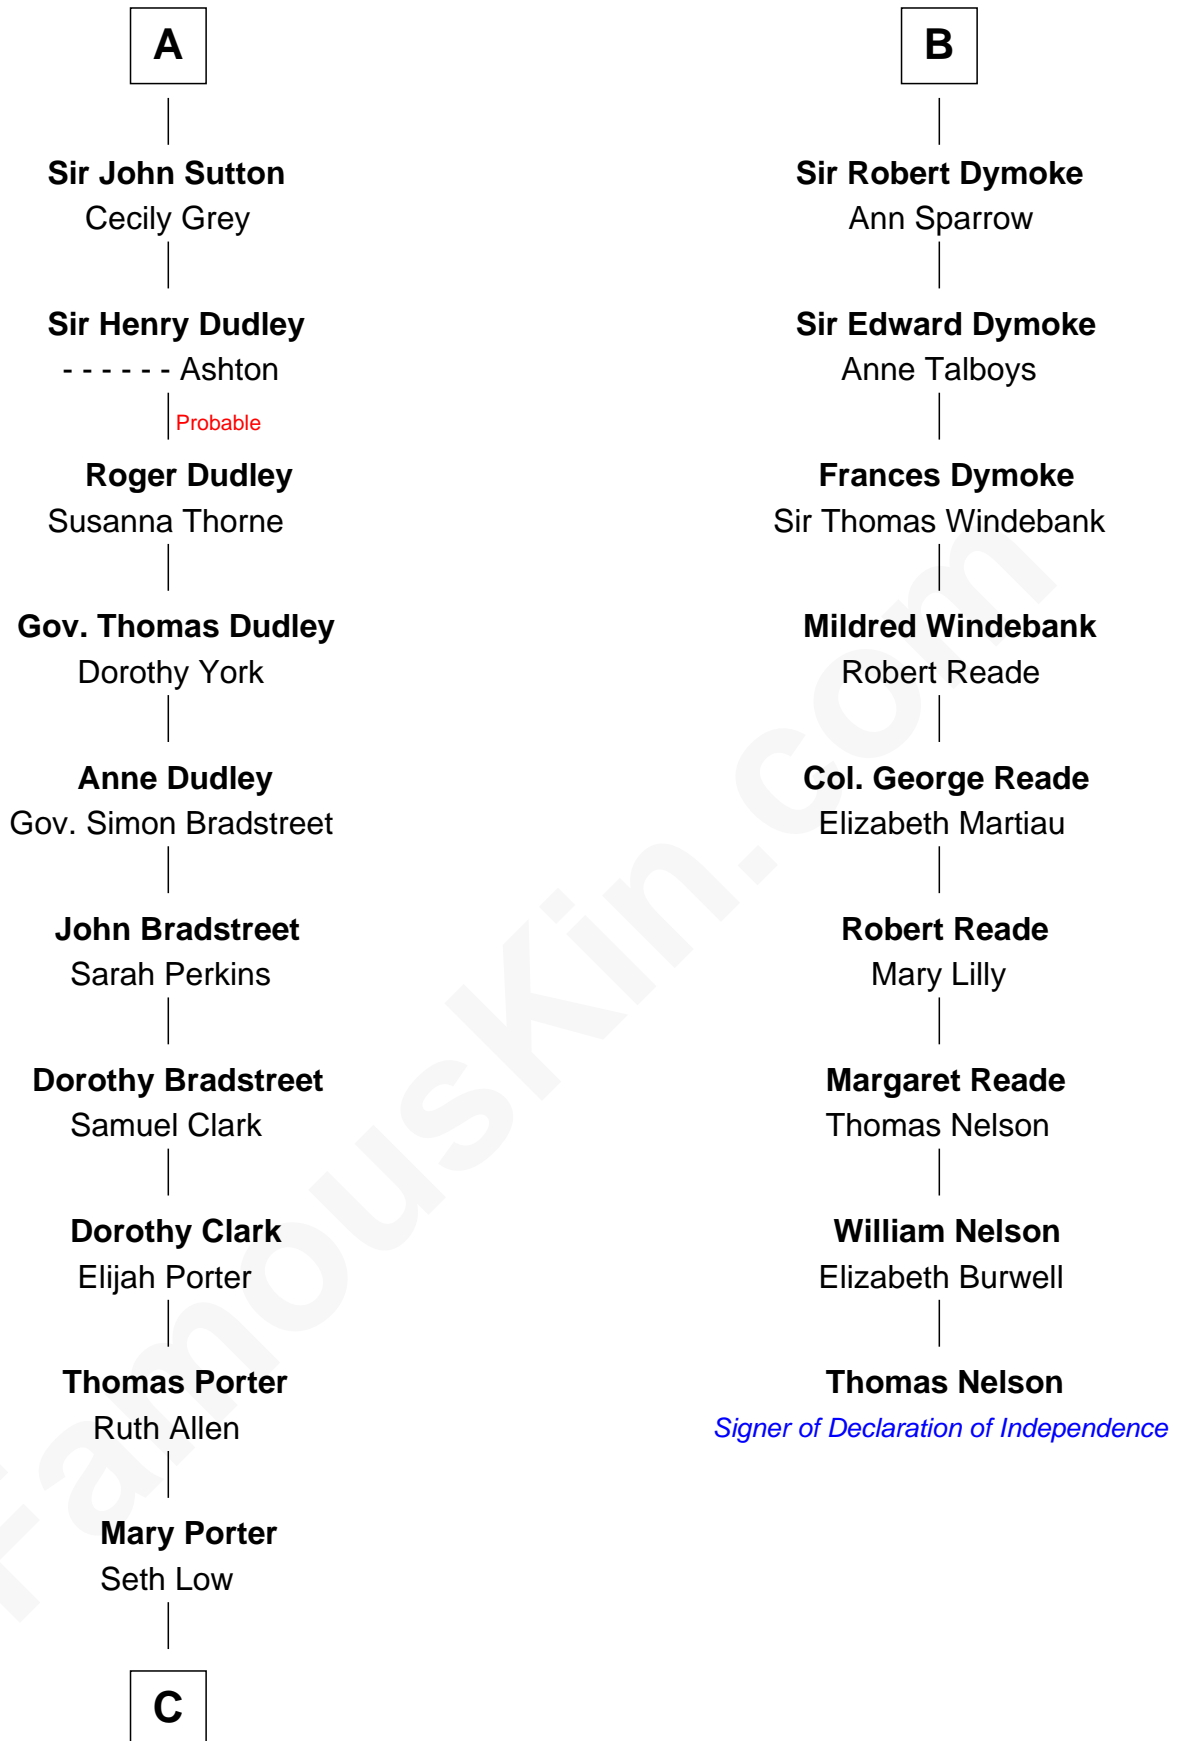 A
Sir John Sutton
Cecily Grey
Sir Henry Dudley
- - - - - - Ashton
Probable
Roger Dudley
Susanna Thorne
Gov. Thomas Dudley
Dorothy York
Anne Dudley
Gov. Simon Bradstreet
John Bradstreet
Sarah Perkins
Dorothy Bradstreet
Samuel Clark
Dorothy Clark
Elijah Porter
Thomas Porter
Ruth Allen
Mary Porter
Seth Low
C
B
Sir Robert Dymoke
Ann Sparrow
Sir Edward Dymoke
Anne Talboys
Frances Dymoke
Sir Thomas Windebank
Mildred Windebank
Robert Reade
Col. George Reade
Elizabeth Martiau
Robert Reade
Mary Lilly
Margaret Reade
Thomas Nelson
William Nelson
Elizabeth Burwell
Thomas Nelson
Signer of Declaration of Independence
FamousKin.com